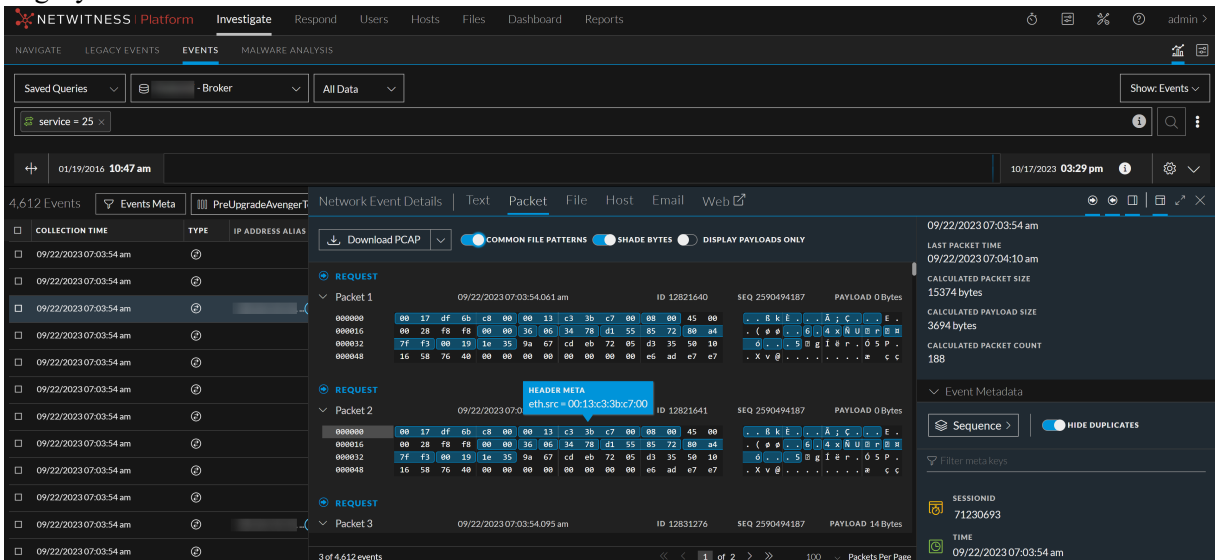 NETWITNESS | Platform Investigate Respond Users Hosts Files Dashboard Reports admin >
NAVIGATE LEGACY EVENTS EVENTS MALWARE ANALYSIS
Saved Queries - Broker All Data Show: Events
service = 25 ×
01/19/2016 10:47 am 10/17/2023 03:29 pm
4,612 Events Events Meta PreUpgradeAvengerT
COLLECTION TIME TYPE IP ADDRESS ALIAS
09/22/2023 07:03:54 am
09/22/2023 07:03:54 am
09/22/2023 07:03:54 am
09/22/2023 07:03:54 am
09/22/2023 07:03:54 am
09/22/2023 07:03:54 am
09/22/2023 07:03:54 am
09/22/2023 07:03:54 am
09/22/2023 07:03:54 am
09/22/2023 07:03:54 am
09/22/2023 07:03:54 am
09/22/2023 07:03:54 am
Network Event Details Text Packet File Host Email Web
Download PCAP COMMON FILE PATTERNS SHADE BYTES DISPLAY PAYLOADS ONLY
REQUEST
Packet 1 09/22/2023 07:03:54.061 am ID 12821640 SEQ 2590494187 PAYLOAD 0 Bytes
000000 00 17 df 6b c8 00 00 13 c3 3b c7 00 08 00 45 00 . . ß k È . . . Ã ; Ç . . . E .
000016 00 28 f8 f8 00 00 36 06 34 78 d1 55 85 72 80 a4 . ( ø ø . . 6 . 4 x Ñ U r
000032 7f f3 00 19 1e 35 9a 67 cd eb 72 05 d3 35 50 10 ó . . . 5 g Í ë r . Ó 5 P .
000048 16 58 76 40 00 00 00 00 00 00 00 00 e6 ad e7 e7 . X v @ . . . . . . . . æ ç ç
REQUEST
HEADER META
eth.src = 00:13:c3:3b:c7:00
Packet 2 09/22/2023 07:0 ID 12821641 SEQ 2590494187 PAYLOAD 0 Bytes
000000 00 17 df 6b c8 00 00 13 c3 3b c7 00 08 00 45 00 . . ß k È . . . Ã ; Ç . . . E .
000016 00 28 f8 f8 00 00 36 06 34 78 d1 55 85 72 80 a4 . ( ø ø . . 6 . 4 x Ñ U r
000032 7f f3 00 19 1e 35 9a 67 cd eb 72 05 d3 35 50 10 ó . . . 5 g Í ë r . Ó 5 P .
000048 16 58 76 40 00 00 00 00 00 00 00 00 e6 ad e7 e7 . X v @ . . . . . . . . æ ç ç
REQUEST
Packet 3 09/22/2023 07:03:54.095 am ID 12831276 SEQ 2590494187 PAYLOAD 14 Bytes
3 of 4,612 events 1 of 2 100 Packets Per Page
09/22/2023 07:03:54 am
LAST PACKET TIME
09/22/2023 07:04:10 am
CALCULATED PACKET SIZE
15374 bytes
CALCULATED PAYLOAD SIZE
3694 bytes
CALCULATED PACKET COUNT
188
Event Metadata
Sequence > HIDE DUPLICATES
Filter meta keys
SESSIONID
71230693
TIME
09/22/2023 07:03:54 am